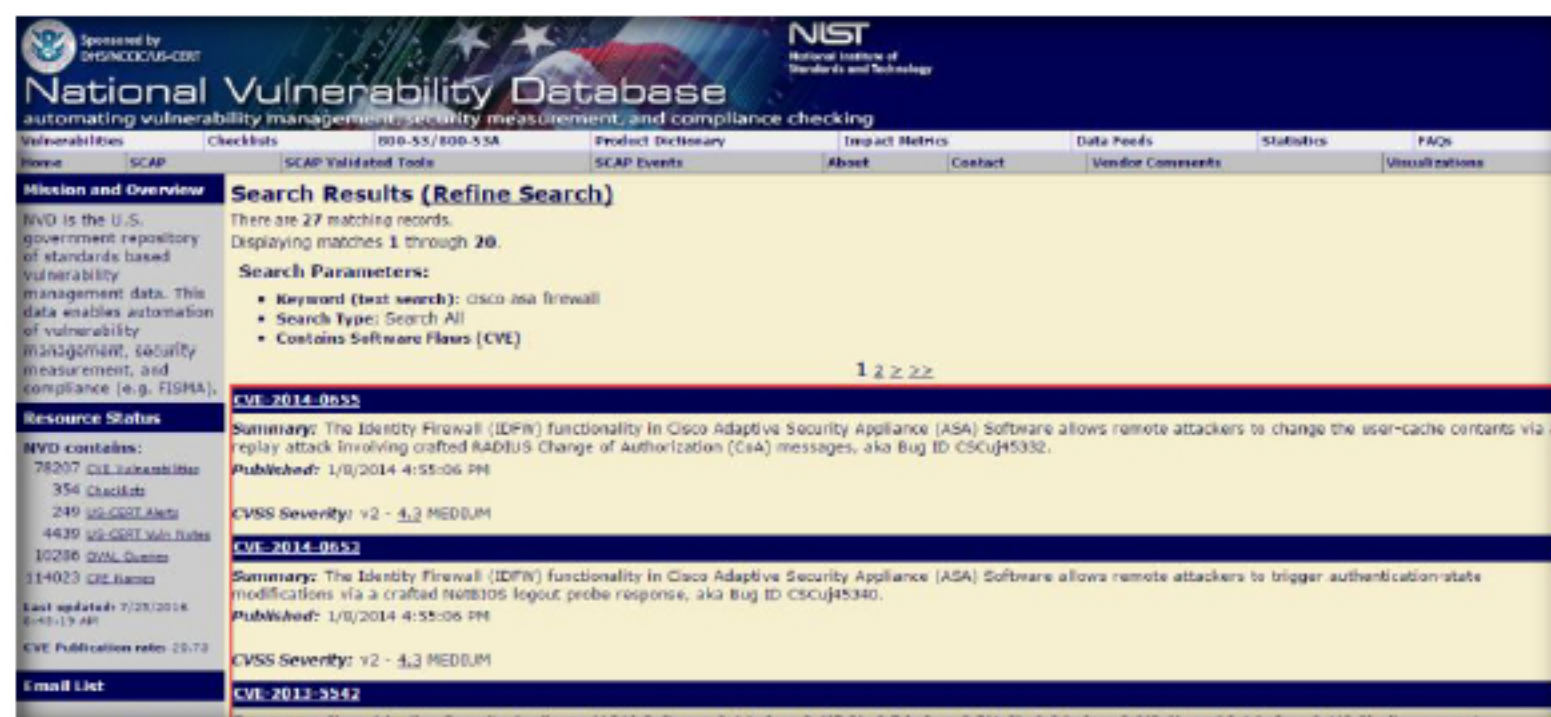 Sponsored by
DHS/NCCIC/US-CERT
NIST
National Institute of
Standards and Technology
National Vulnerability Database
automating vulnerability management, security measurement, and compliance checking
Vulnerabilities Checklists 800-53/800-53A Product Dictionary Impact Metrics Data Feeds Statistics FAQs
Home SCAP SCAP Validated Tools SCAP Events About Contact Vendor Comments Visualizations
Mission and Overview
NVD is the U.S.
government repository
of standards based
vulnerability
management data. This
data enables automation
of vulnerability
management, security
measurement, and
compliance (e.g. FISMA).
Resource Status
NVD contains:
78207 CVE Vulnerabilities
354 Checklists
249 US-CERT Alerts
4439 US-CERT Vuln Notes
10286 OVAL Queries
114023 CPE Names
Last updated:
AM
CVE Publication rate:
Email List
Search Results (Refine Search)
There are 27 matching records.
Displaying matches 1 through 20.
Search Parameters:
• Keyword (text search): cisco asa firewall
• Search Type: Search All
• Contains Software Flaws (CVE)
1 2 > >>
CVE-2014-0655
Summary: The Identity Firewall (IDFW) functionality in Cisco Adaptive Security Appliance (ASA) Software allows remote attackers to change the user-cache contents via a
replay attack involving crafted RADIUS Change of Authorization (CoA) messages, aka Bug ID CSCuj45332.
Published: 1/8/2014 4:55:06 PM
CVSS Severity: v2 - 4.3 MEDIUM
CVE-2014-0653
Summary: The Identity Firewall (IDFW) functionality in Cisco Adaptive Security Appliance (ASA) Software allows remote attackers to trigger authentication-state
modifications via a crafted NetBIOS logout probe response, aka Bug ID CSCuj45340.
Published: 1/8/2014 4:55:06 PM
CVSS Severity: v2 - 4.3 MEDIUM
CVE-2013-5542